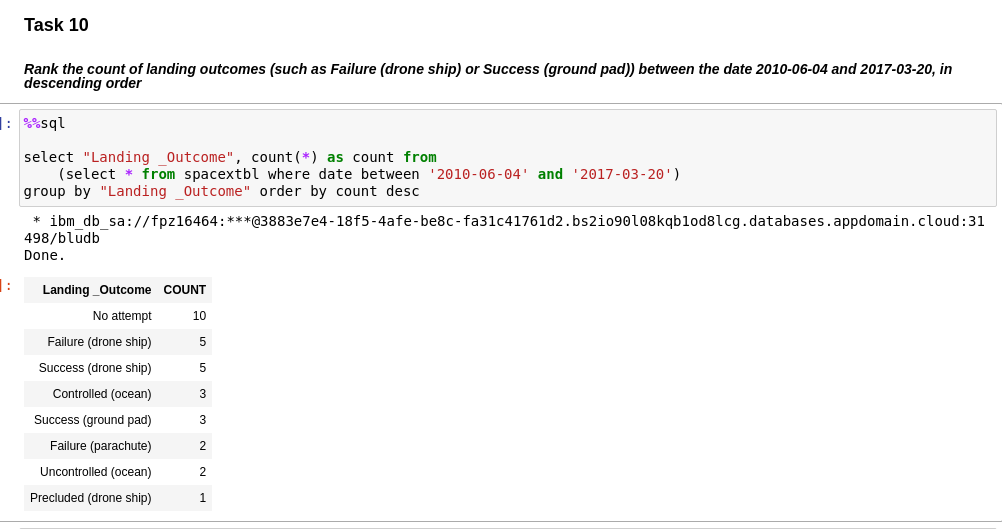 Task 10
Rank the count of landing outcomes (such as Failure (drone ship) or Success (ground pad)) between the date 2010-06-04 and 2017-03-20, in
descending order
]:
%%sql
select "Landing _Outcome", count(*) as count from
(select * from spacextbl where date between '2010-06-04' and '2017-03-20')
group by "Landing _Outcome" order by count desc
* ibm_db_sa://fpz16464:***@3883e7e4-18f5-4afe-be8c-fa31c41761d2.bs2io90l08kqb1od8lcg.databases.appdomain.cloud:31
498/bludb
Done.
]:
Landing _Outcome COUNT
No attempt 10
Failure (drone ship) 5
Success (drone ship) 5
Controlled (ocean) 3
Success (ground pad) 3
Failure (parachute) 2
Uncontrolled (ocean) 2
Precluded (drone ship) 1